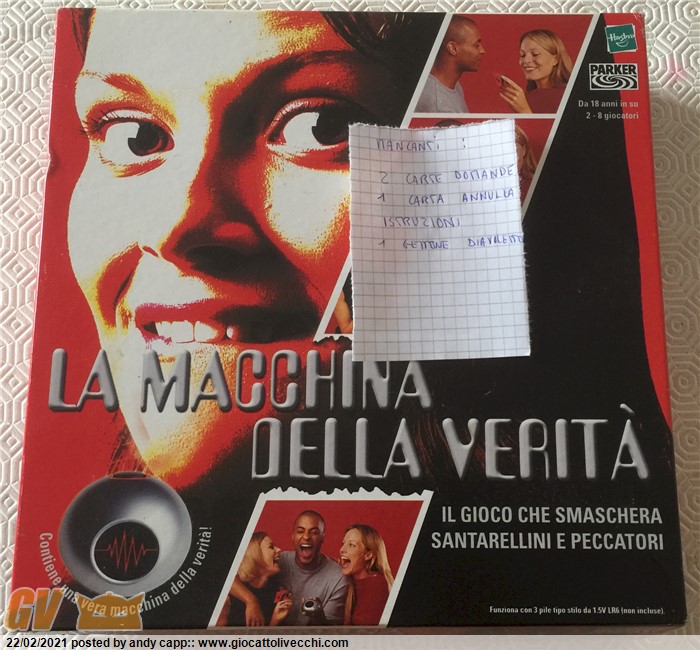 Hasbro
PARKER
Da 18 anni in su
2 - 8 giocatori
MANCANTI :
2 CARTE DOMANDE
1 CARTA ANNULLA
ISTRUZIONI
1 GETTONE DIAVOLETTO
LA MACCHINA
DELLA VERITÀ
IL GIOCO CHE SMASCHERA
SANTARELLINI E PECCATORI
Contiene una vera macchina della verità!
Funziona con 3 pile tipo stilo da 1.5V LR6 (non incluse).
GV
22/02/2021 posted by andy capp:: www.giocattolivecchi.com